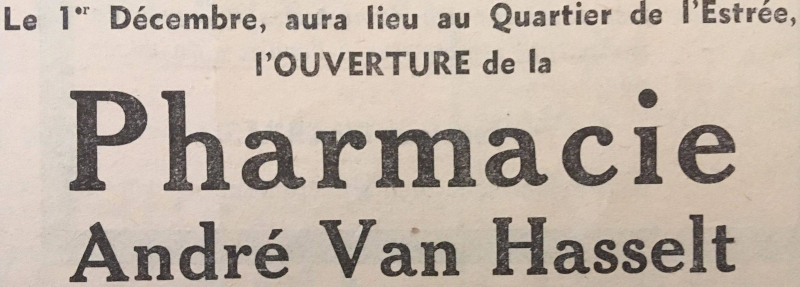 Le 1er Décembre, aura lieu au Quartier de l'Estrée,
l'OUVERTURE de la
Pharmacie
André Van Hasselt